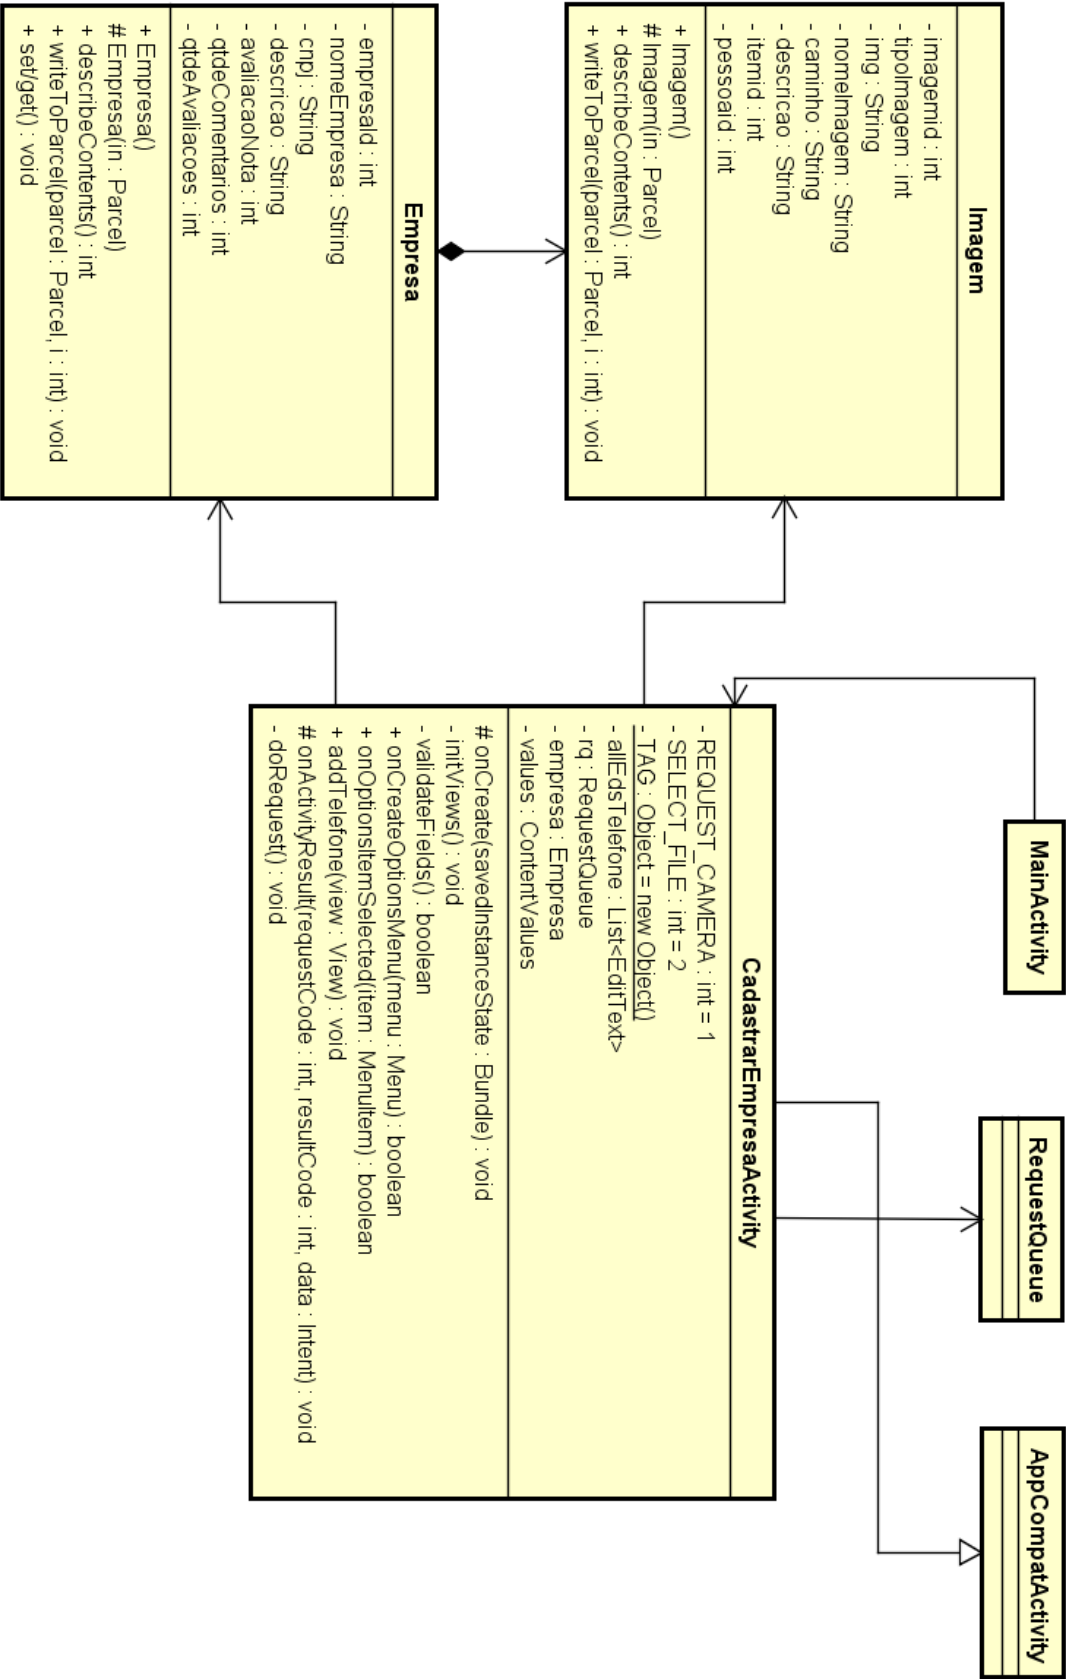 MainActivity
RequestQueue
AppCompatActivity
Imagem
- imagemid : int
- tipoImagem : int
- img : String
- nomeImagem : String
- caminho : String
- descricao : String
- itemid : int
- pessoaid : int
+ Imagem()
# Imagem(in : Parcel)
+ describeContents() : int
+ writeToParcel(parcel : Parcel, i : int) : void
CadastrarEmpresaActivity
- REQUEST_CAMERA : int = 1
- SELECT_FILE : int = 2
- TAG : Object = new Object()
- allEdsTelefone : List<EditText>
- rq : RequestQueue
- empresa : Empresa
- values : ContentValues
# onCreate(savedInstanceState : Bundle) : void
- initViews() : void
- validateFields() : boolean
+ onCreateOptionsMenu(menu : Menu) : boolean
+ onOptionsItemSelected(item : MenuItem) : boolean
+ addTelefone(view : View) : void
# onActivityResult(requestCode : int, resultCode : int, data : Intent) : void
- doRequest() : void
Empresa
- empresaId : int
- nomeEmpresa : String
- cnpj : String
- descricao : String
- avaliacaoNota : int
- qtdeComentarios : int
- qtdeAvaliacoes : int
+ Empresa()
# Empresa(in : Parcel)
+ describeContents() : int
+ writeToParcel(parcel : Parcel, i : int) : void
+ set/get() : void